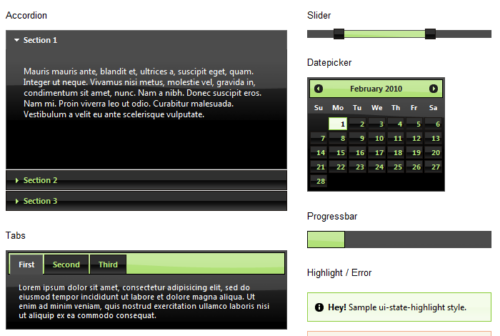 Accordion
Section 1
Mauris mauris ante, blandit et, ultrices a, suscipit eget, quam.
Integer ut neque. Vivamus nisi metus, molestie vel, gravida in,
condimentum sit amet, nunc. Nam a nibh. Donec suscipit eros.
Nam mi. Proin viverra leo ut odio. Curabitur malesuada.
Vestibulum a velit eu ante scelerisque vulputate.
Section 2
Section 3
Tabs
First Second Third
Lorem ipsum dolor sit amet, consectetur adipisicing elit, sed do
eiusmod tempor incididunt ut labore et dolore magna aliqua. Ut
enim ad minim veniam, quis nostrud exercitation ullamco laboris nisi
ut aliquip ex ea commodo consequat.
Slider
Datepicker
February 2010
Su Mo Tu We Th Fr Sa
1 2 3 4 5 6
7 8 9 10 11 12 13
14 15 16 17 18 19 20
21 22 23 24 25 26 27
28
Progressbar
Highlight / Error
Hey! Sample ui-state-highlight style.